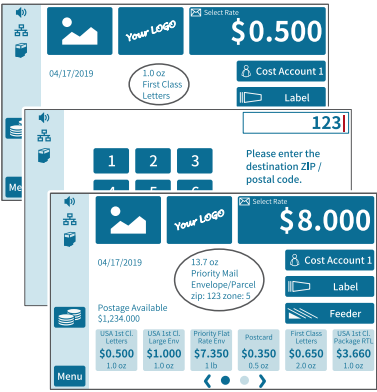 Select Rate
Your LOGO
$0.500
04/17/2019
1.0 oz
First Class
Letters
Cost Account 1
Label
123
1 2 3
Please enter the
destination ZIP /
postal code.
Me
Select Rate
Your LOGO
$8.000
04/17/2019
13.7 oz
Priority Mail
Envelope/Parcel
zip: 123 zone: 5
Cost Account 1
Label
Feeder
Postage Available
$1,234.000
USA 1st Cl.
Letters
$0.500
1.0 oz
USA 1st Cl.
Large Env
$1.000
1.0 oz
Priority Flat
Rate Env
$7.350
1 lb
Postcard
$0.350
0.5 oz
First Class
Letters
$0.650
2.0 oz
USA 1st Cl.
Package RTL
$3.660
1.0 oz
Menu